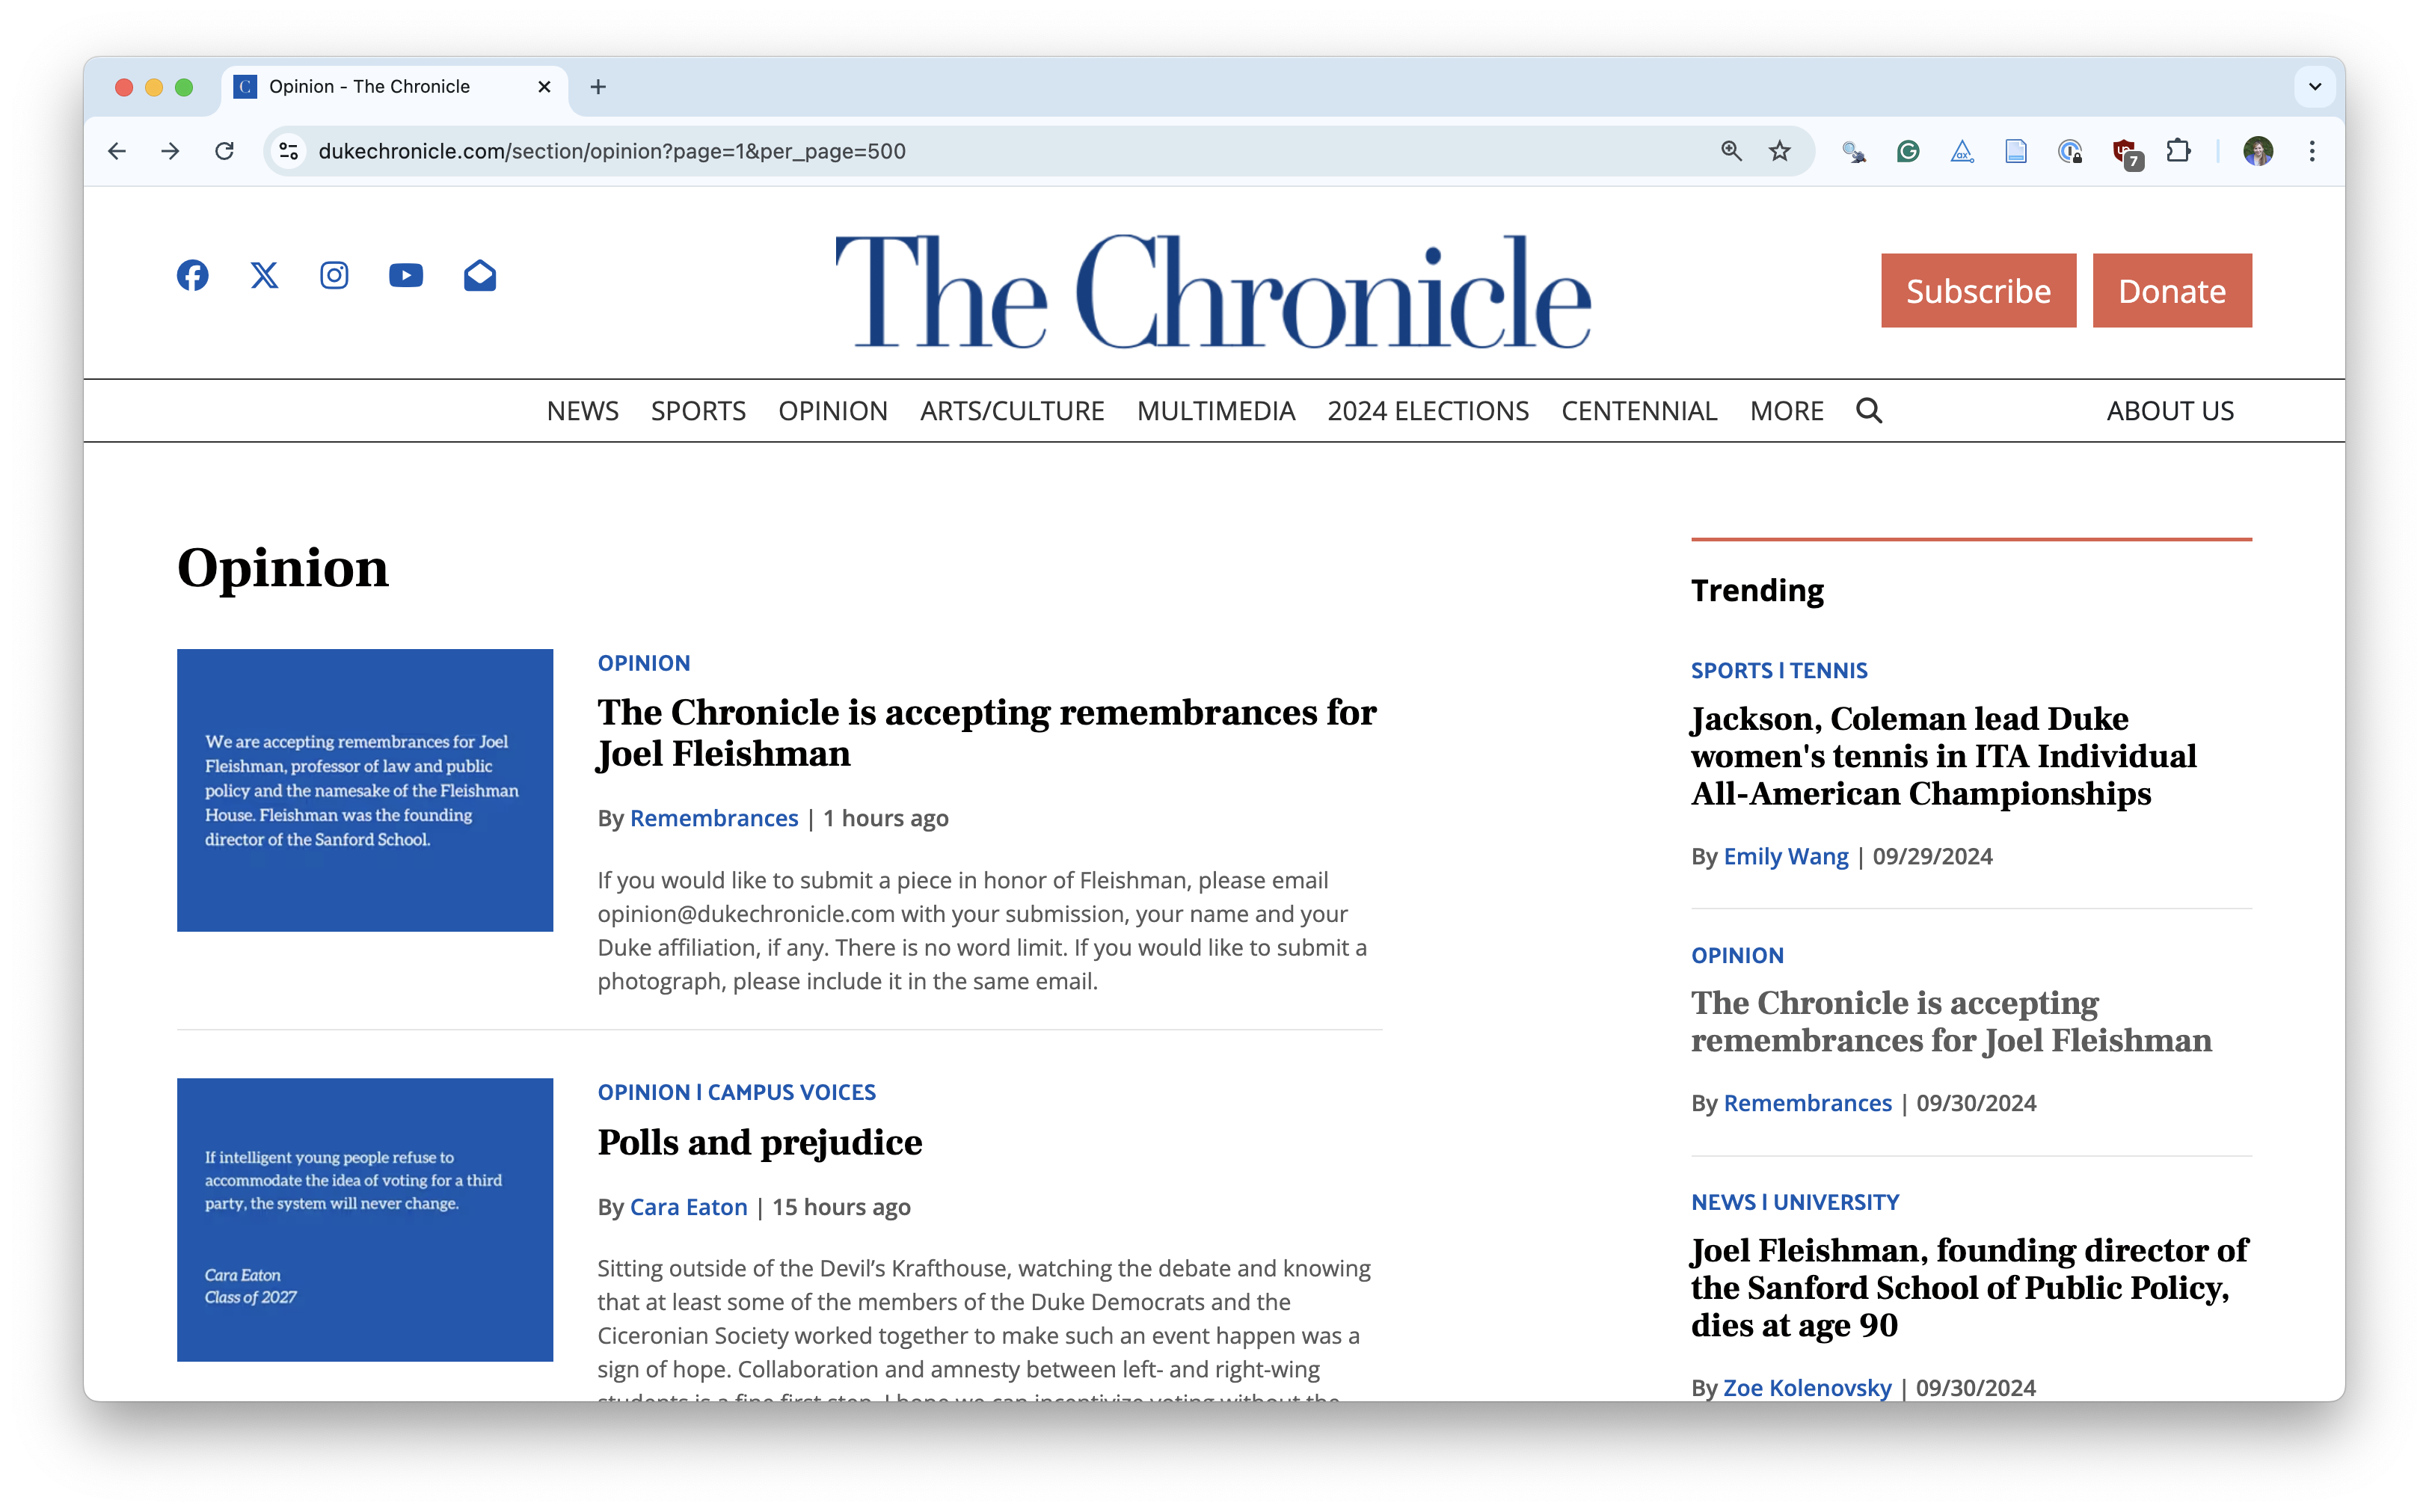 Opinion - The Chronicle
dukechronicle.com/section/opinion?page=1&per_page=500
7
The Chronicle
Subscribe
Donate
NEWS SPORTS OPINION ARTS/CULTURE MULTIMEDIA 2024 ELECTIONS CENTENNIAL MORE ABOUT US
Opinion
We are accepting remembrances for Joel
Fleishman, professor of law and public
policy and the namesake of the Fleishman
House. Fleishman was the founding
director of the Sanford School.
OPINION
The Chronicle is accepting remembrances for
Joel Fleishman
By Remembrances | 1 hours ago
If you would like to submit a piece in honor of Fleishman, please email
opinion@dukechronicle.com with your submission, your name and your
Duke affiliation, if any. There is no word limit. If you would like to submit a
photograph, please include it in the same email.
If intelligent young people refuse to
accommodate the idea of voting for a third
party, the system will never change.
Cara Eaton
Class of 2027
OPINION | CAMPUS VOICES
Polls and prejudice
By Cara Eaton | 15 hours ago
Sitting outside of the Devil’s Krafthouse, watching the debate and knowing
that at least some of the members of the Duke Democrats and the
Ciceronian Society worked together to make such an event happen was a
sign of hope. Collaboration and amnesty between left- and right-wing
students is a fine first step. I hope we can incentivize voting without the
Trending
SPORTS | TENNIS
Jackson, Coleman lead Duke
women's tennis in ITA Individual
All-American Championships
By Emily Wang | 09/29/2024
OPINION
The Chronicle is accepting
remembrances for Joel Fleishman
By Remembrances | 09/30/2024
NEWS | UNIVERSITY
Joel Fleishman, founding director of
the Sanford School of Public Policy,
dies at age 90
By Zoe Kolenovsky | 09/30/2024